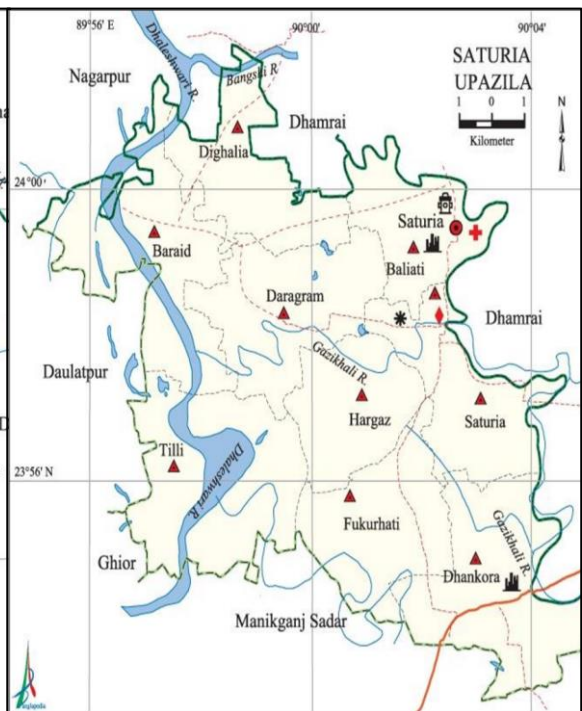 89°56' E
90°00'
90°04'
SATURIA
UPAZILA
1 0 1
Kilometer
N
Nagarpur
Dhaleshwari R.
Bangshi R
Dhamrai
Dighalia
24°00'
Saturia
Baraid
Baliati
Daragram
Dhamrai
Gazikhali R.
Daulatpur
Hargaz
Saturia
Tilli
Dhaleshwari R.
23°56' N
Fukurhati
Gazikhali R.
Ghior
Dhankora
Manikganj Sadar